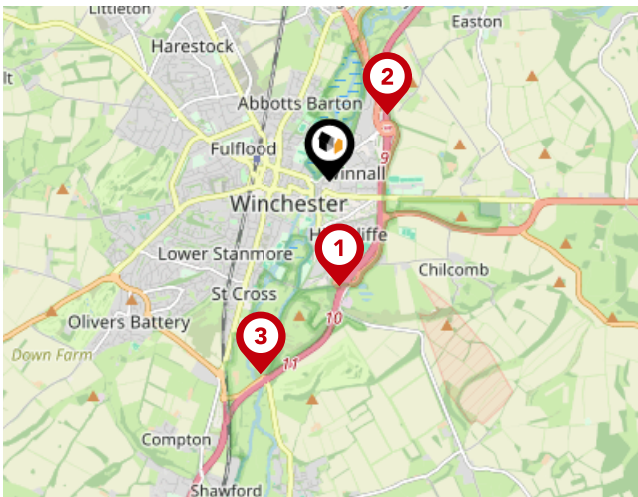 Littleton
Easton
Harestock
2
Abbotts Barton
9
Fulflood
Winchester
1
Lower Stanmore
Chilcomb
St Cross
10
Olivers Battery
3
Down Farm
11
Compton
Shawford